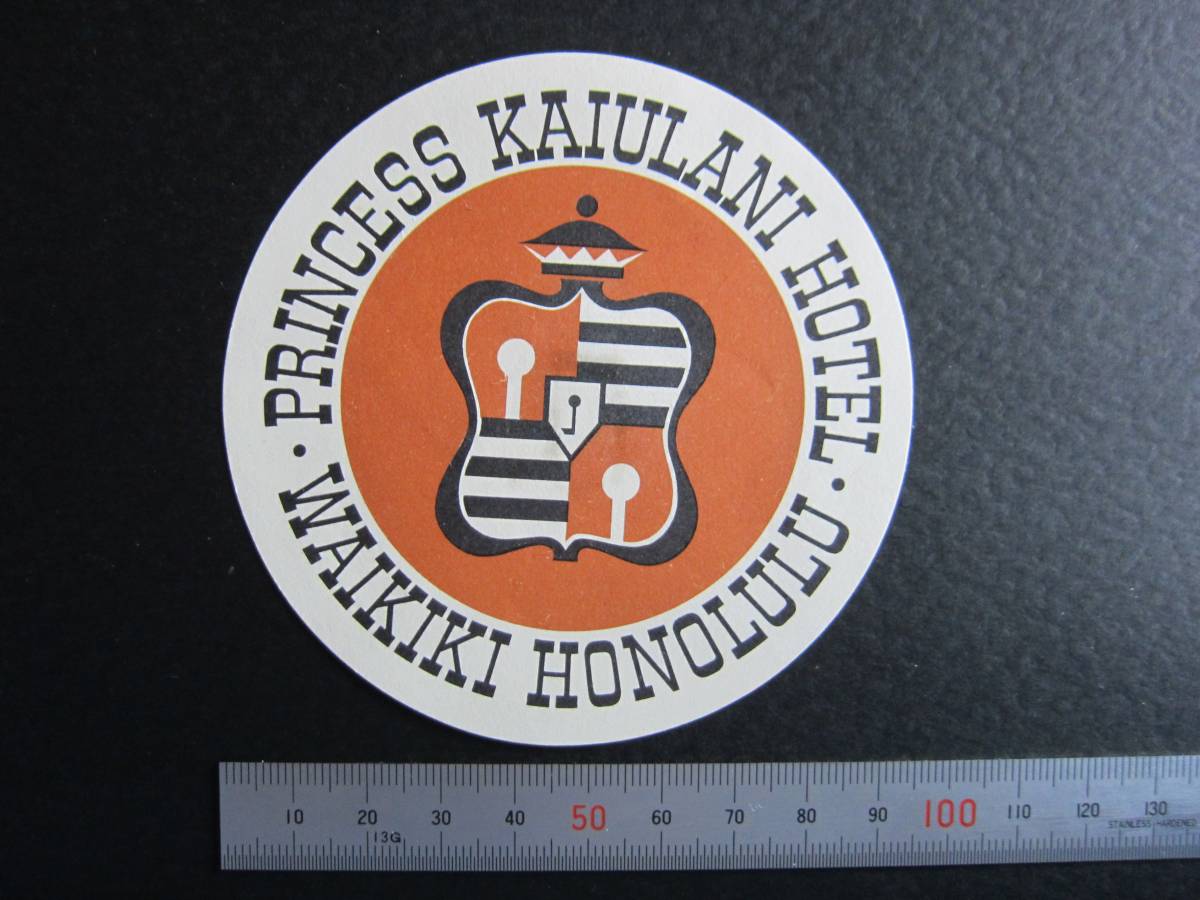 PRINCESS KAIULANI HOTEL
· WAIKIKI HONOLULU ·
J
10 20 30 40 50 60 70 80 90 100 110 120 130
13G
STAINLESS-HARDENED